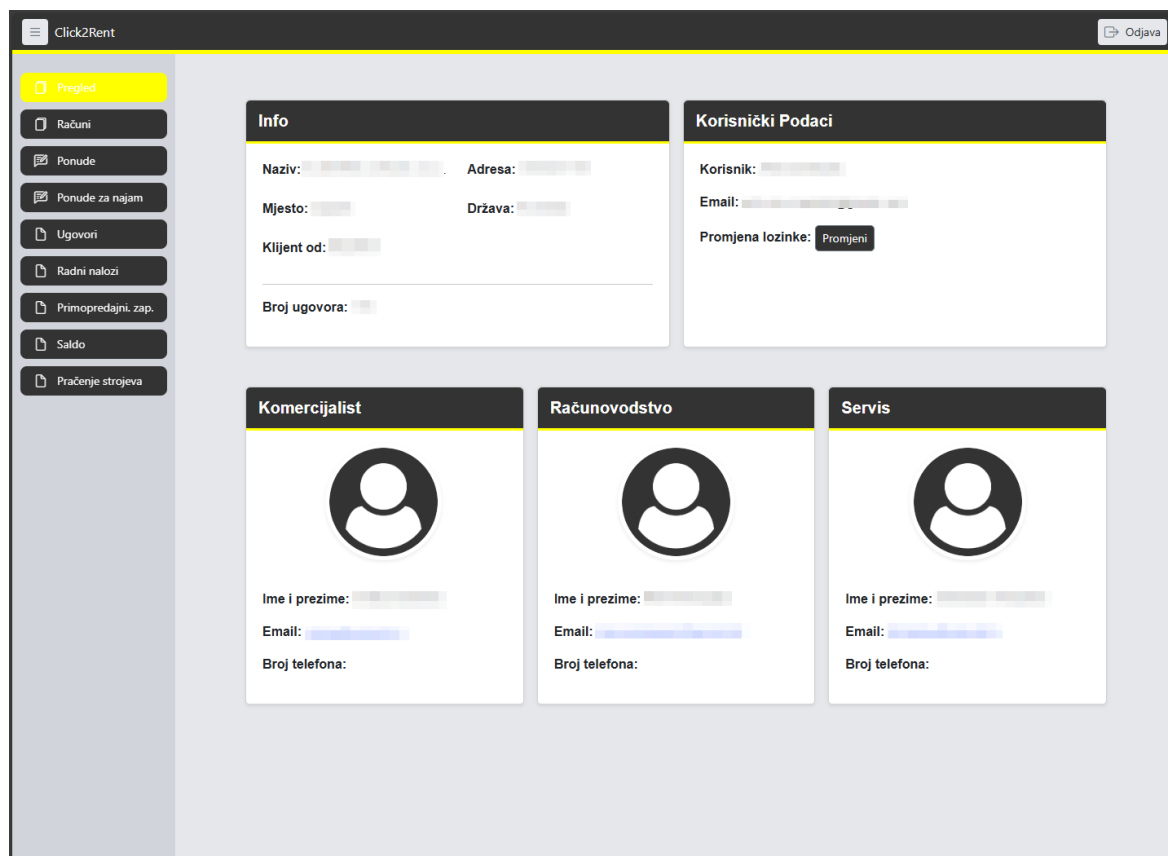 Click2Rent
Odjava
Pregled
Računi
Ponude
Ponude za najam
Ugovori
Radni nalozi
Primopredajni. zap.
Saldo
Pračenje strojeva
Info
Naziv: Adresa:
Mjesto: Država:
Klijent od:
Broj ugovora:
Korisnički Podaci
Korisnik:
Email:
Promjena lozinke: Promjeni
Komercijalist
Ime i prezime:
Email:
Broj telefona:
Računovodstvo
Ime i prezime:
Email:
Broj telefona:
Servis
Ime i prezime:
Email:
Broj telefona: